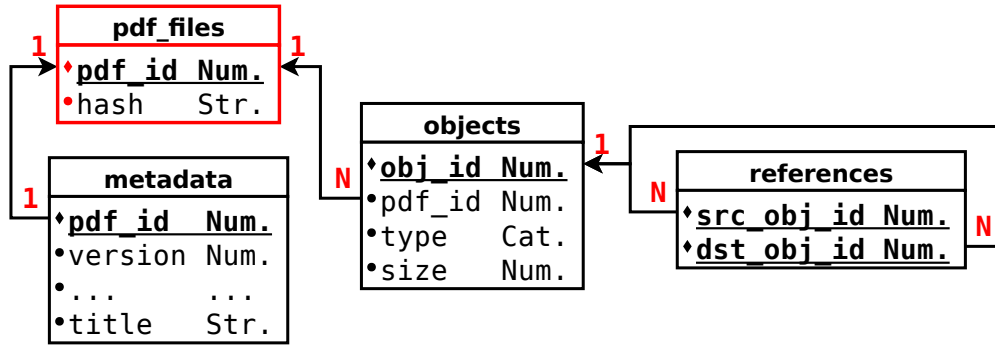 pdf_files
1
1
pdf_id Num.
hash Str.
metadata
1
pdf_id Num.
version Num.
... ...
title Str.
objects
N
1
obj_id Num.
pdf_id Num.
type Cat.
size Num.
references
N
N
src_obj_id Num.
dst_obj_id Num.